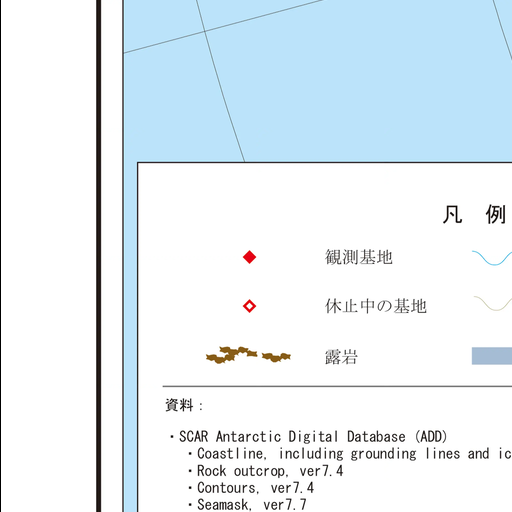 凡 例
観測基地
休止中の基地
露岩
資料：
・SCAR Antarctic Digital Database (ADD)
・Coastline, including grounding lines and ic
・Rock outcrop, ver7.4
・Contours, ver7.4
・Seamask, ver7.7